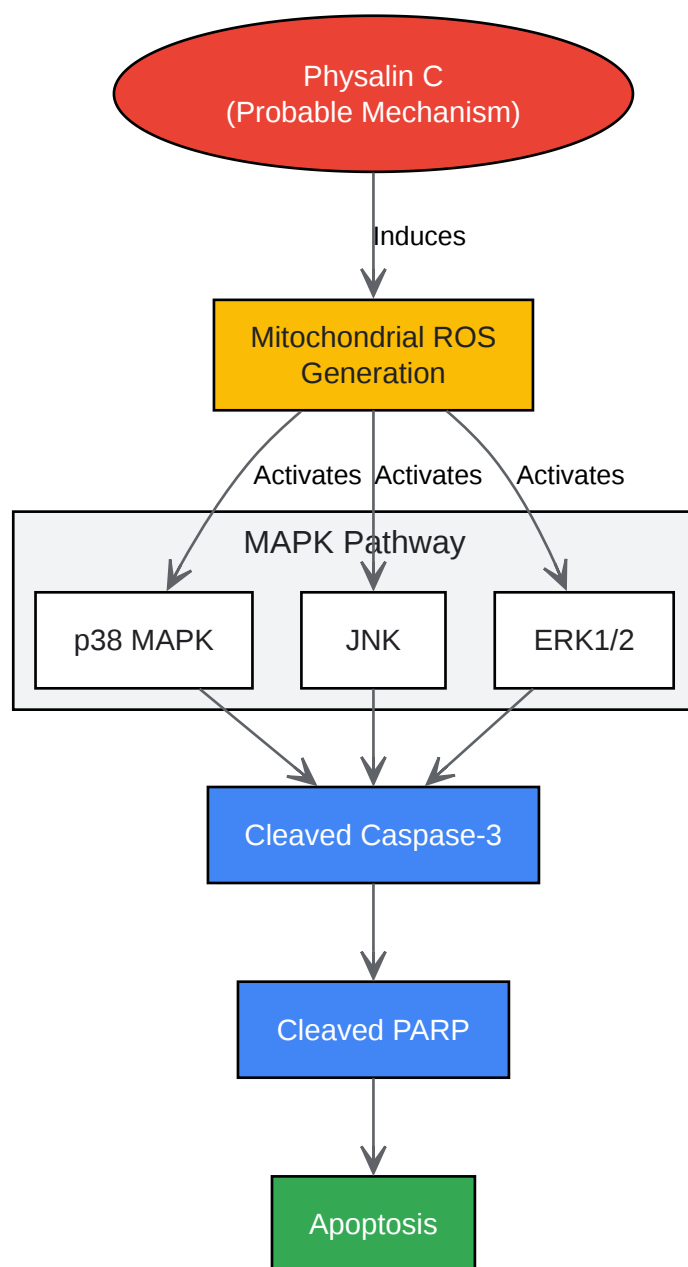 Physalin C
(Probable Mechanism)
Induces
Mitochondrial ROS
Generation
Activates
Activates
Activates
MAPK Pathway
p38 MAPK
JNK
ERK1/2
Cleaved Caspase-3
Cleaved PARP
Apoptosis